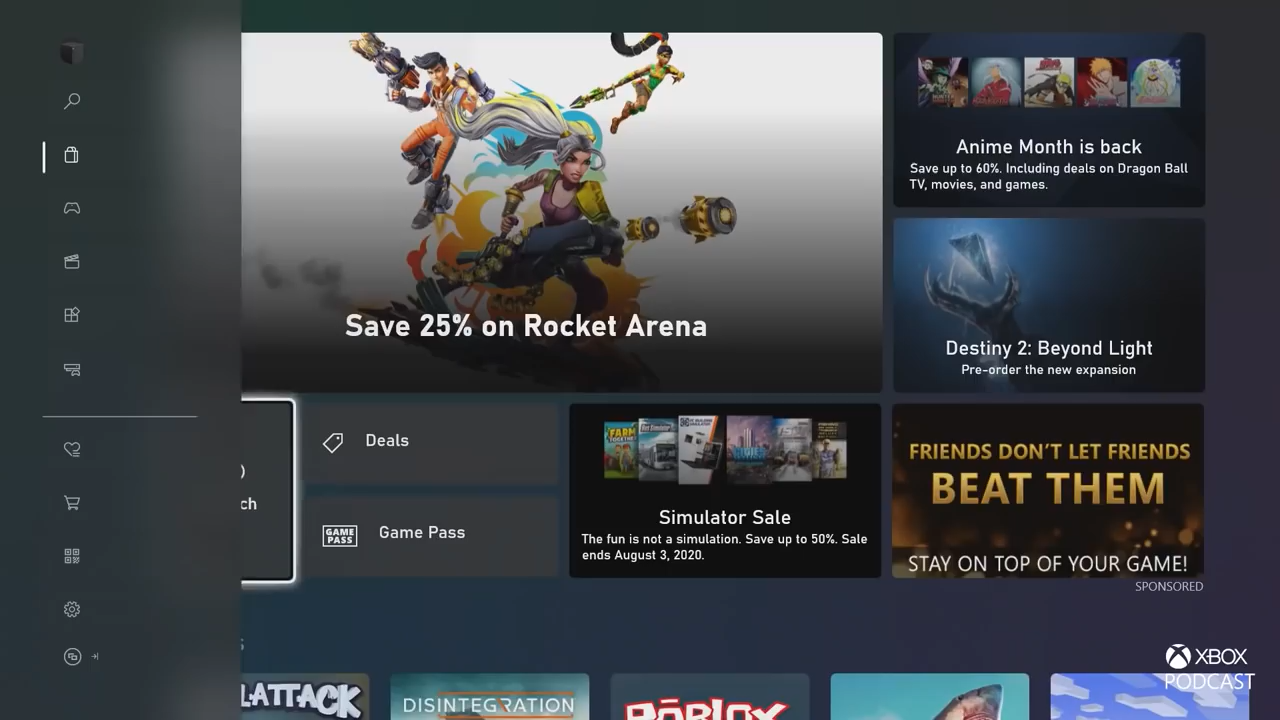 Anime Month is back
Save up to 60%. Including deals on Dragon Ball
TV, movies, and games.
Save 25% on Rocket Arena
Destiny 2: Beyond Light
Pre-order the new expansion
ch
Deals
GAME
PASS
Game Pass
Simulator Sale
The fun is not a simulation. Save up to 50%. Sale
ends August 3, 2020.
FRIENDS DON'T LET FRIENDS
BEAT THEM
STAY ON TOP OF YOUR GAME!
SPONSORED
XBOX
PODCAST
ATTACK
DISINTEGRATION
ROBLOX